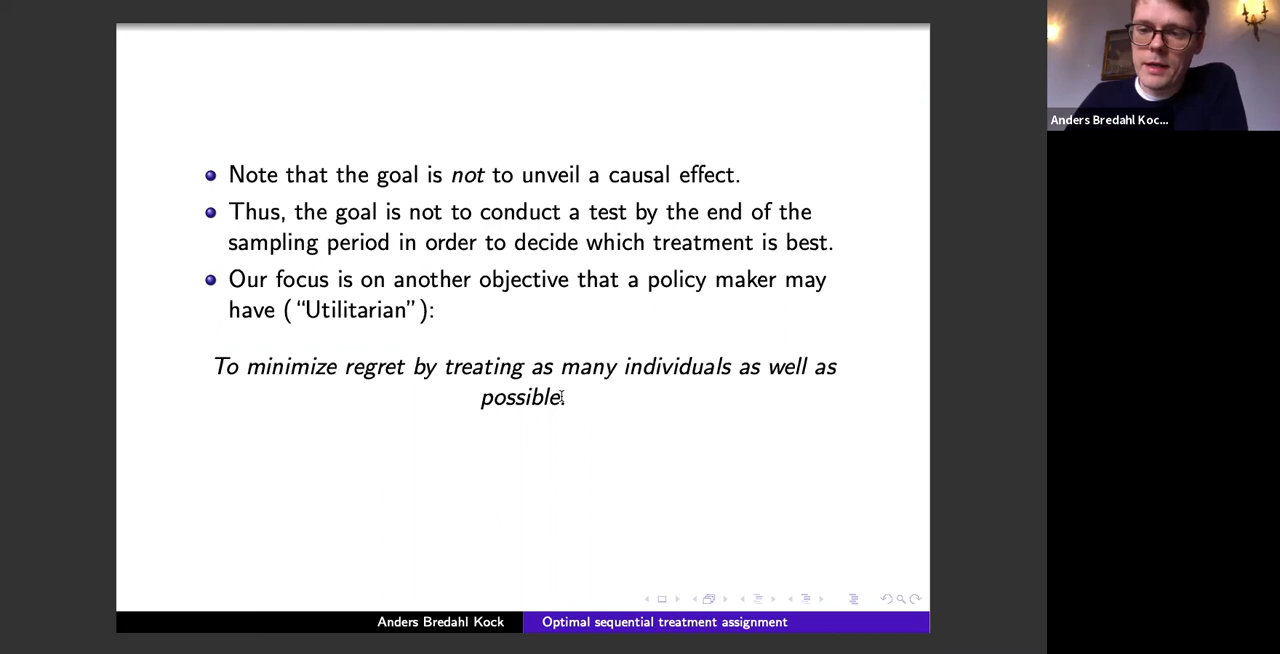 Note that the goal is not to unveil a causal effect.
Thus, the goal is not to conduct a test by the end of the
sampling period in order to decide which treatment is best.
Our focus is on another objective that a policy maker may
have (“Utilitarian”):
To minimize regret by treating as many individuals as well as
possible.
Anders Bredahl Kock
Optimal sequential treatment assignment
Anders Bredahl Koc...